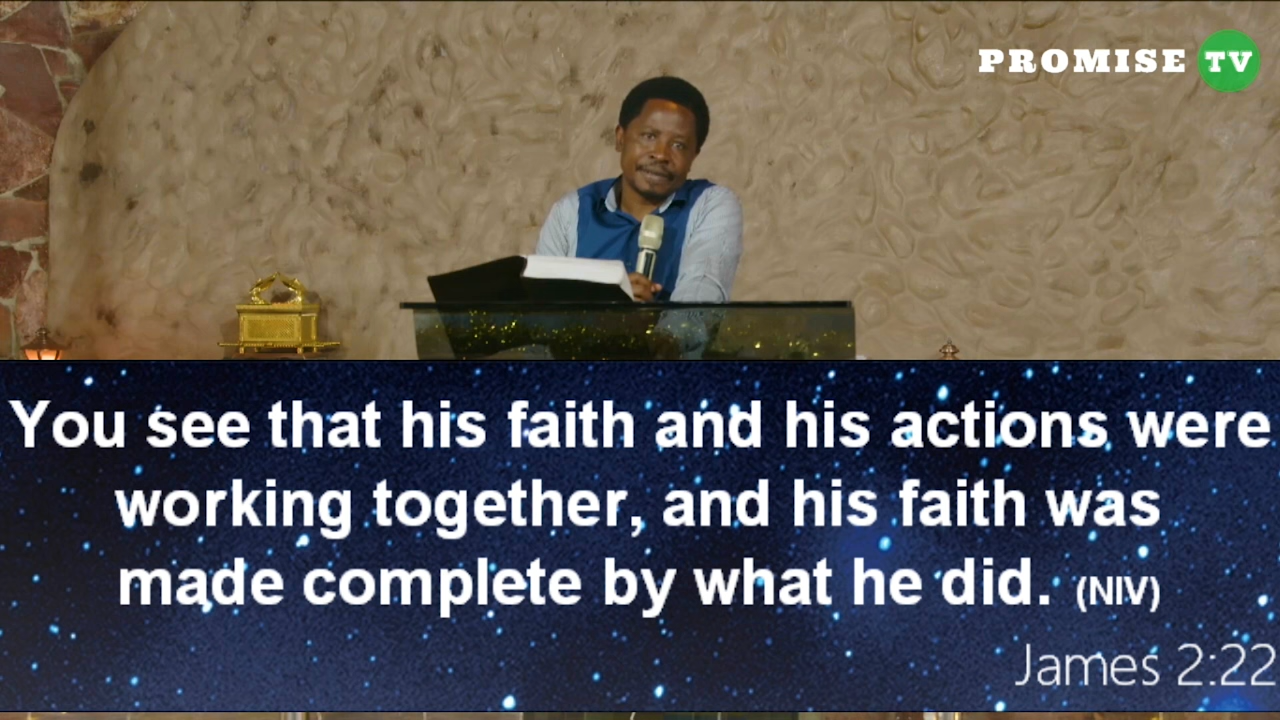 PROMISE TV
You see that his faith and his actions were
working together, and his faith was
made complete by what he did. (NIV)
James 2:22